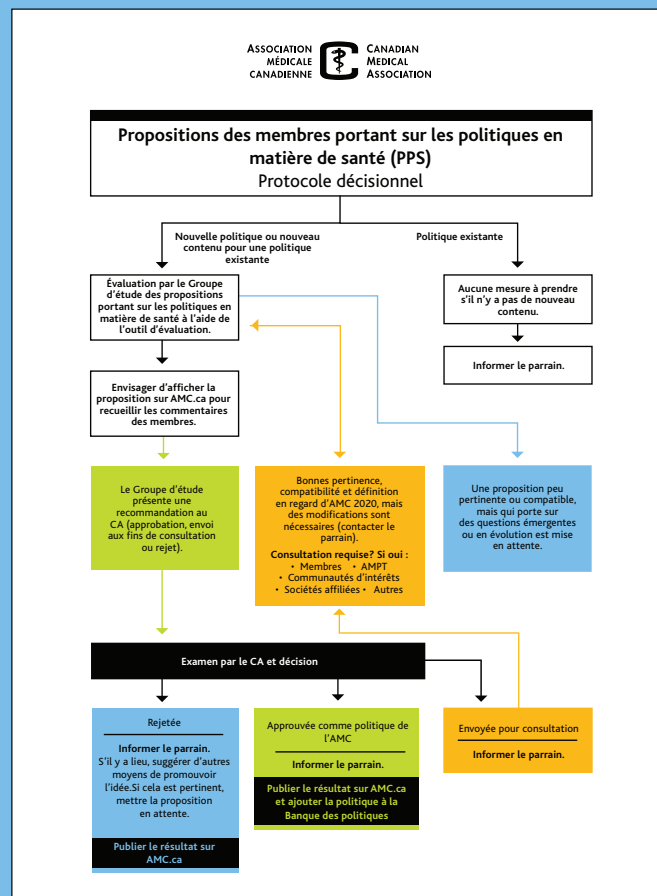 ASSOCIATION
MÉDICALE
CANADIENNE
CANADIAN
MEDICAL
ASSOCIATION
Propositions des membres portant sur les politiques en
matière de santé (PPS)
Protocole décisionnel
Nouvelle politique ou nouveau
contenu pour une politique
existante
Politique existante
Évaluation par le Groupe
d'étude des propositions
portant sur les politiques en
matière de santé à l'aide de
l'outil d'évaluation.
Aucune mesure à prendre
s'il n'y a pas de nouveau
contenu.
Informer le parrain.
Envisager d'afficher la
proposition sur AMC.ca pour
recueillir les commentaires
des membres.
Le Groupe d'étude
présente une
recommandation au
CA (approbation, envoi
aux fins de consultation
ou rejet).
Bonnes pertinence,
compatibilité et définition
en regard d'AMC 2020, mais
des modifications sont
nécessaires (contacter le
parrain).
Consultation requise? Si oui :
• Membres • AMPT
• Communautés d'intérêts
• Sociétés affiliées • Autres
Une proposition peu
pertinente ou compatible,
mais qui porte sur
des questions émergentes
ou en évolution est mise
en attente.
Examen par le CA et décision
Rejetée
Informer le parrain.
S'il y a lieu, suggérer d'autres
moyens de promouvoir
l'idée.Si cela est pertinent,
mettre la proposition
en attente.
Publier le résultat sur
AMC.ca
Approuvée comme politique de
l'AMC
Informer le parrain.
Publier le résultat sur AMC.ca
et ajouter la politique à la
Banque des politiques
Envoyée pour consultation
Informer le parrain.